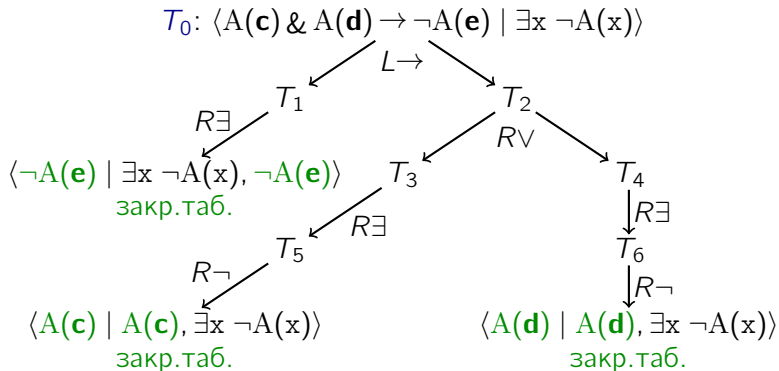 T₀: ⟨A(c) & A(d) → ¬A(e) | ∃x ¬A(x)⟩
L→
T₁ T₂
R∃ R∨
⟨¬A(e) | ∃x ¬A(x), ¬A(e)⟩ T₃ T₄
закр.таб.
R∃ R∃
T₅ T₆
R¬ R¬
⟨A(c) | A(c), ∃x ¬A(x)⟩ ⟨A(d) | A(d), ∃x ¬A(x)⟩
закр.таб. закр.таб.